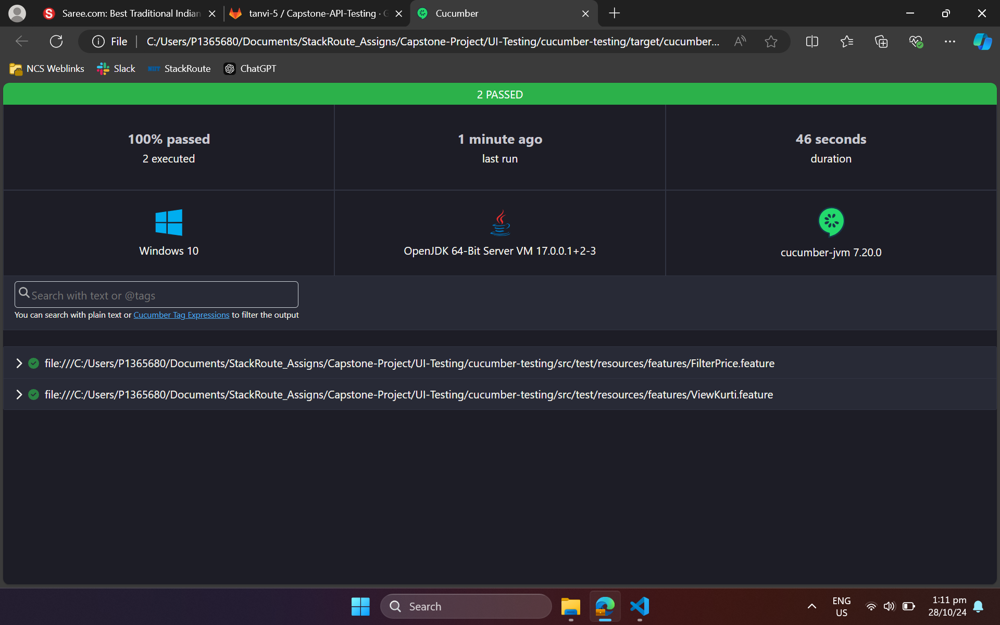 Saree.com: Best Traditional Indian
tanvi-5 / Capstone-API-Testing · G
Cucumber
File
C:/Users/P1365680/Documents/StackRoute_Assigns/Capstone-Project/UI-Testing/cucumber-testing/target/cucumber...
NCS Weblinks
Slack
StackRoute
ChatGPT
2 PASSED
100% passed
2 executed
1 minute ago
last run
46 seconds
duration
Windows 10
OpenJDK 64-Bit Server VM 17.0.0.1+2-3
cucumber-jvm 7.20.0
Search with text or @tags
You can search with plain text or Cucumber Tag Expressions to filter the output
file:///C:/Users/P1365680/Documents/StackRoute_Assigns/Capstone-Project/UI-Testing/cucumber-testing/src/test/resources/features/FilterPrice.feature
file:///C:/Users/P1365680/Documents/StackRoute_Assigns/Capstone-Project/UI-Testing/cucumber-testing/src/test/resources/features/ViewKurti.feature
Search
ENG
US
1:11 pm
28/10/24